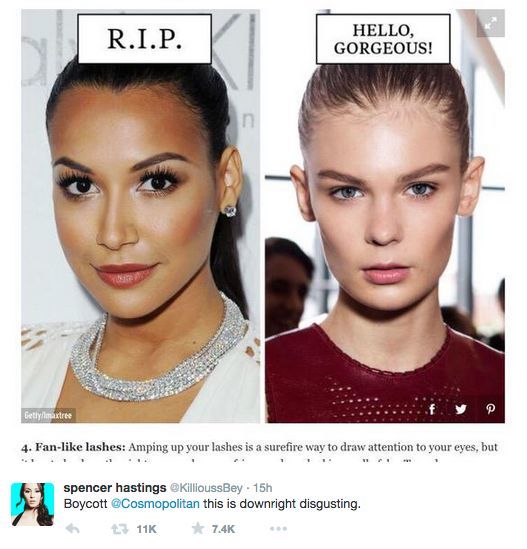 R.I.P.
HELLO,
GORGEOUS!
Getty/Imaxtree
4. Fan-like lashes: Amping up your lashes is a surefire way to draw attention to your eyes, but
spencer hastings @KillioussBey · 15h
Boycott @Cosmopolitan this is downright disgusting.
11K 7.4K